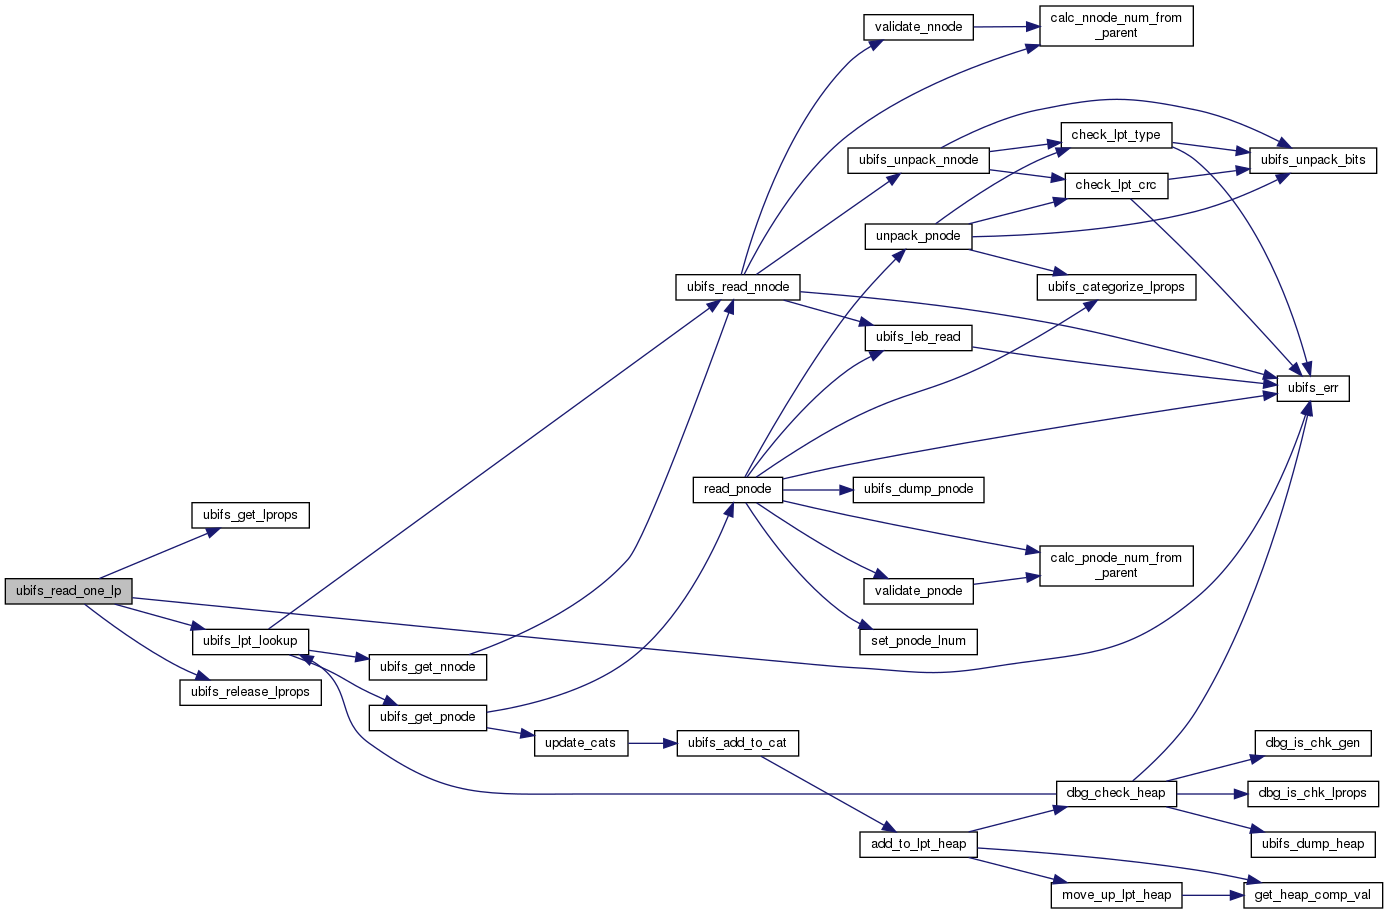 validate_nnode
calc_nnode_num_from
_parent
check_lpt_type
ubifs_unpack_nnode
ubifs_unpack_bits
check_lpt_crc
unpack_pnode
ubifs_read_nnode
ubifs_categorize_lprops
ubifs_leb_read
ubifs_err
read_pnode
ubifs_dump_pnode
ubifs_get_lprops
calc_pnode_num_from
_parent
ubifs_read_one_lp
validate_pnode
ubifs_lpt_lookup
set_pnode_lnum
ubifs_get_nnode
ubifs_release_lprops
ubifs_get_pnode
update_cats
ubifs_add_to_cat
dbg_is_chk_gen
dbg_check_heap
dbg_is_chk_lprops
add_to_lpt_heap
ubifs_dump_heap
move_up_lpt_heap
get_heap_comp_val